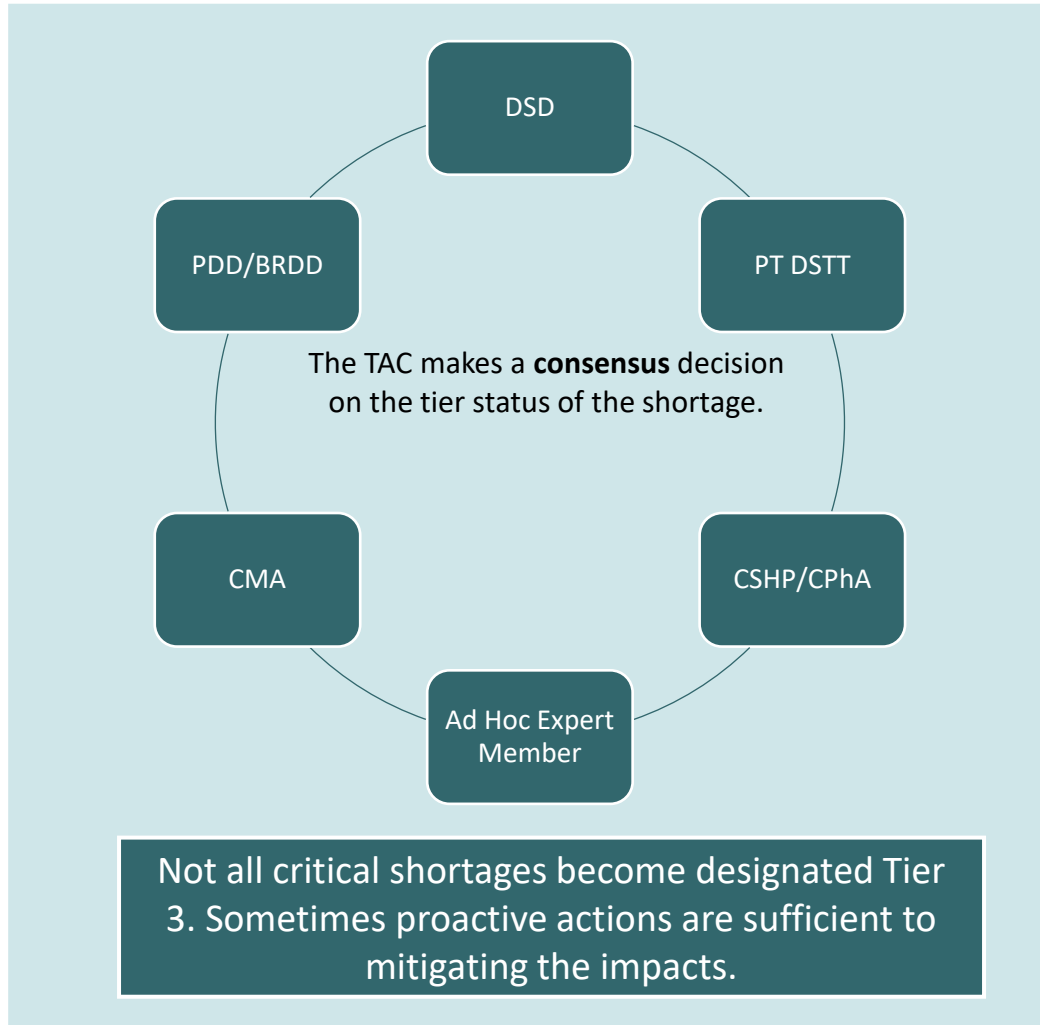 DSD
PDD/BRDD
PT DSTT
The TAC makes a consensus decision
on the tier status of the shortage.
CMA
CSHP/CPhA
Ad Hoc Expert
Member
Not all critical shortages become designated Tier
3. Sometimes proactive actions are sufficient to
mitigating the impacts.